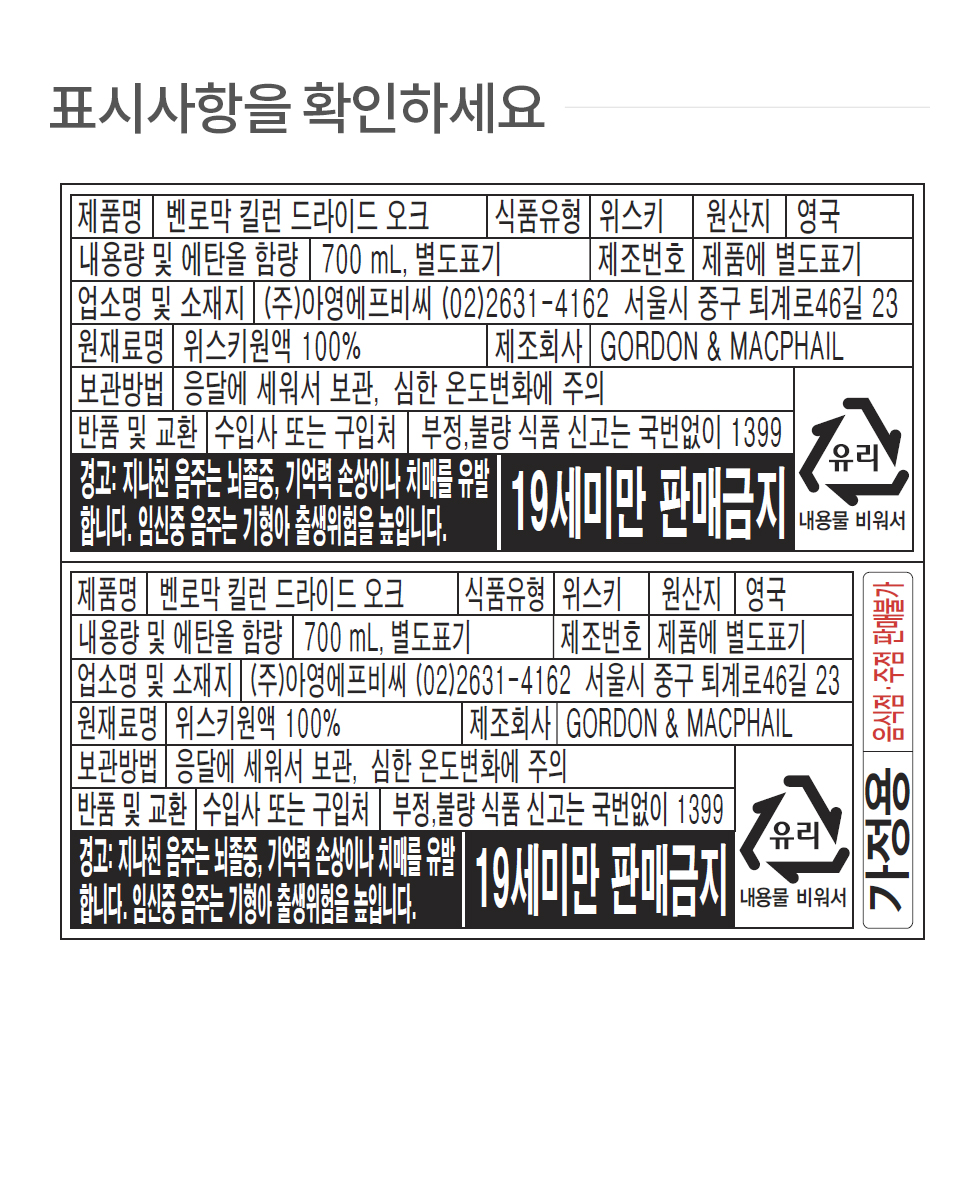 표시사항을 확인하세요
제품명 벤로막 킬런 드라이드 오크 식품유형 위스키 원산지 영국
내용량 및 에탄올 함량 700 mL, 별도표기 제조번호 제품에 별도표기
업소명 및 소재지 (주)아영에프비씨 (02)2631-4162 서울시 중구 퇴계로46길 23
원재료명 위스키원액 100% 제조회사 GORDON & MACPHAIL
보관방법 응달에 세워서 보관, 심한 온도변화에 주의
반품 및 교환 수입사 또는 구입처 부정,불량 식품 신고는 국번없이 1399
경고: 지나친 음주는 뇌졸중, 기억력 손상이나 치매를 유발
합니다. 임신중 음주는 기형아 출생위험을 높입니다.
19세미만 판매금지
유리
내용물 비워서
제품명 벤로막 킬런 드라이드 오크 식품유형 위스키 원산지 영국
내용량 및 에탄올 함량 700 mL, 별도표기 제조번호 제품에 별도표기
업소명 및 소재지 (주)아영에프비씨 (02)2631-4162 서울시 중구 퇴계로46길 23
원재료명 위스키원액 100% 제조회사 GORDON & MACPHAIL
보관방법 응달에 세워서 보관, 심한 온도변화에 주의
반품 및 교환 수입사 또는 구입처 부정,불량 식품 신고는 국번없이 1399
경고: 지나친 음주는 뇌졸중, 기억력 손상이나 치매를 유발
합니다. 임신중 음주는 기형아 출생위험을 높입니다.
19세미만 판매금지
유리
내용물 비워서
가정용
음식점·주점 판매불가